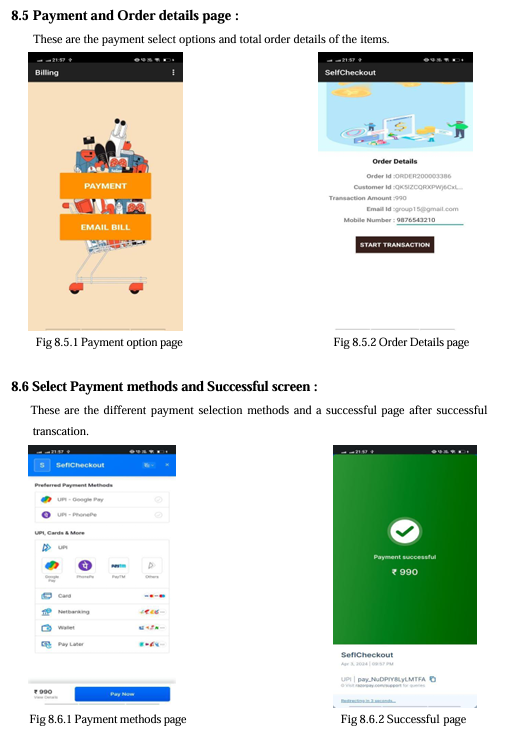 8.5 Payment and Order details page :
These are the payment select options and total order details of the items.
21:57
Billing
PAYMENT
EMAIL BILL
21:57
SelfCheckout
Order Details
Order Id :ORDER200003386
Customer Id :QK5IZCQRXPWj6CxL...
Transaction Amount :990
Email Id :group15@gmail.com
Mobile Number : 9876543210
START TRANSACTION
Fig 8.5.1 Payment option page
Fig 8.5.2 Order Details page
8.6 Select Payment methods and Successful screen :
These are the different payment selection methods and a successful page after successful
transcation.
21:57
S SeflCheckout
Preferred Payment Methods
UPI - Google Pay
UPI - PhonePe
UPI, Cards & More
UPI
Google Pay PhonePe PayTM Others
Card
Netbanking
Wallet
Pay Later
₹ 990
View Details
Pay Now
21:57
Payment successful
₹ 990
SeflCheckout
Apr 3, 2024 | 09:57 PM
UPI | pay_NuDPIY8LyLMTFA
Visit razorpay.com/support for queries
Redirecting in 3 seconds...
Fig 8.6.1 Payment methods page
Fig 8.6.2 Successful page